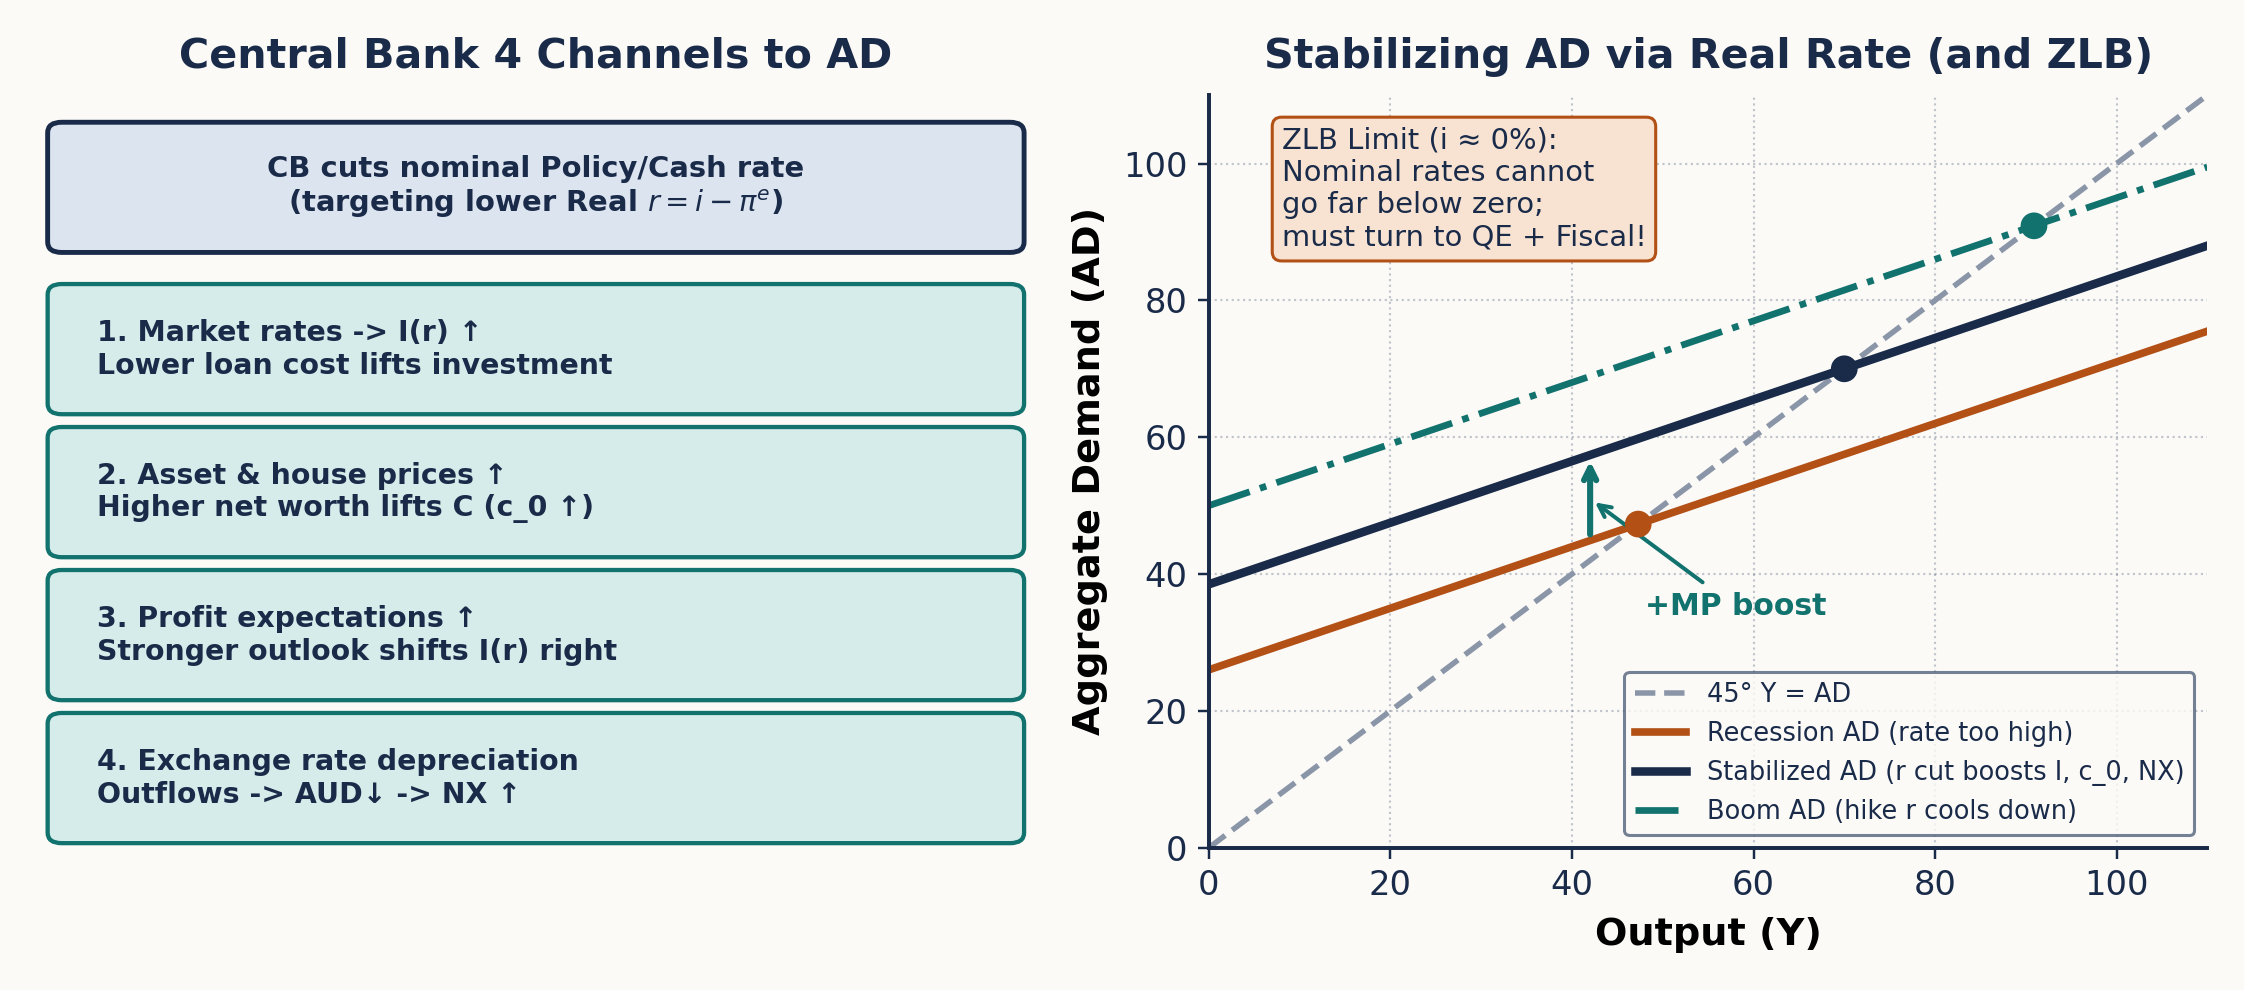 Central Bank 4 Channels to AD
CB cuts nominal Policy/Cash rate
(targeting lower Real r = i − π^e)
1. Market rates -> I(r) ↑
Lower loan cost lifts investment
2. Asset & house prices ↑
Higher net worth lifts C (c_0 ↑)
3. Profit expectations ↑
Stronger outlook shifts I(r) right
4. Exchange rate depreciation
Outflows -> AUD↓ -> NX ↑
Stabilizing AD via Real Rate (and ZLB)
Aggregate Demand (AD)
100
80
60
40
20
0
ZLB Limit (i ≈ 0%):
Nominal rates cannot
go far below zero;
must turn to QE + Fiscal!
+MP boost
45° Y = AD
Recession AD (rate too high)
Stabilized AD (r cut boosts I, c_0, NX)
Boom AD (hike r cools down)
0 20 40 60 80 100
Output (Y)